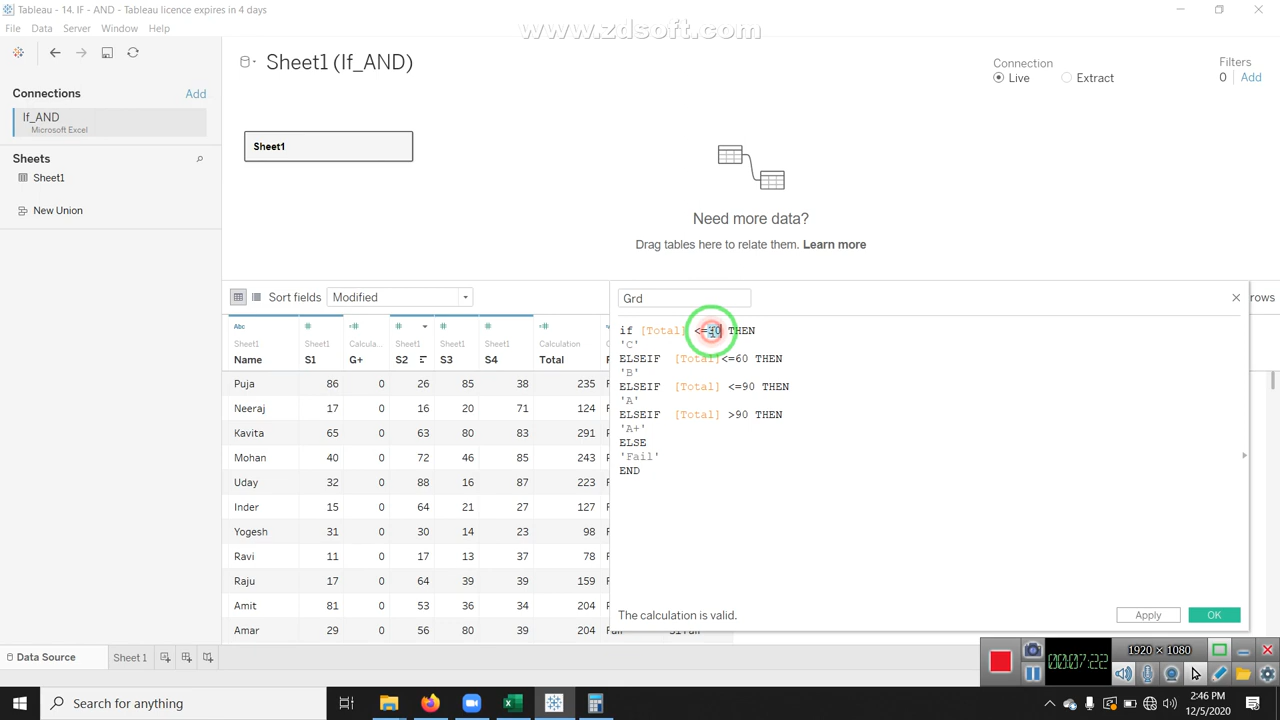 Tableau - 14. IF - AND - Tableau licence expires in 4 days
www.zdsoft.com
File Data Server Window Help
Connections Add
If_AND
Microsoft Excel
Sheets
Sheet1
New Union
Sheet1 (If_AND)
Connection
Live Extract
Filters
0 Add
Sheet1
Need more data?
Drag tables here to relate them. Learn more
Sort fields Modified
rows
Abc
Sheet1 Sheet1 Calcula... Sheet1 Sheet1 Sheet1 Calculation
Name S1 G+ S2 S3 S4 Total
Puja 86 0 26 85 38 235
Neeraj 17 0 16 20 71 124
Kavita 65 0 63 80 83 291
Mohan 40 0 72 46 85 243
Uday 32 0 88 16 87 223
Inder 15 0 64 21 27 127
Yogesh 31 0 30 14 23 98
Ravi 11 0 17 13 37 78
Raju 17 0 64 39 39 159
Amit 81 0 53 36 34 204
Amar 29 0 56 80 39 204
Grd
if [Total] <= THEN
'C'
ELSEIF [Total]<=60 THEN
'B'
ELSEIF [Total] <=90 THEN
'A'
ELSEIF [Total] >90 THEN
'A+'
ELSE
'Fail'
END
The calculation is valid.
Apply OK
Data Source Sheet 1
1920 × 1080
00:07:22
Search for anything
2:46 PM
12/5/2020